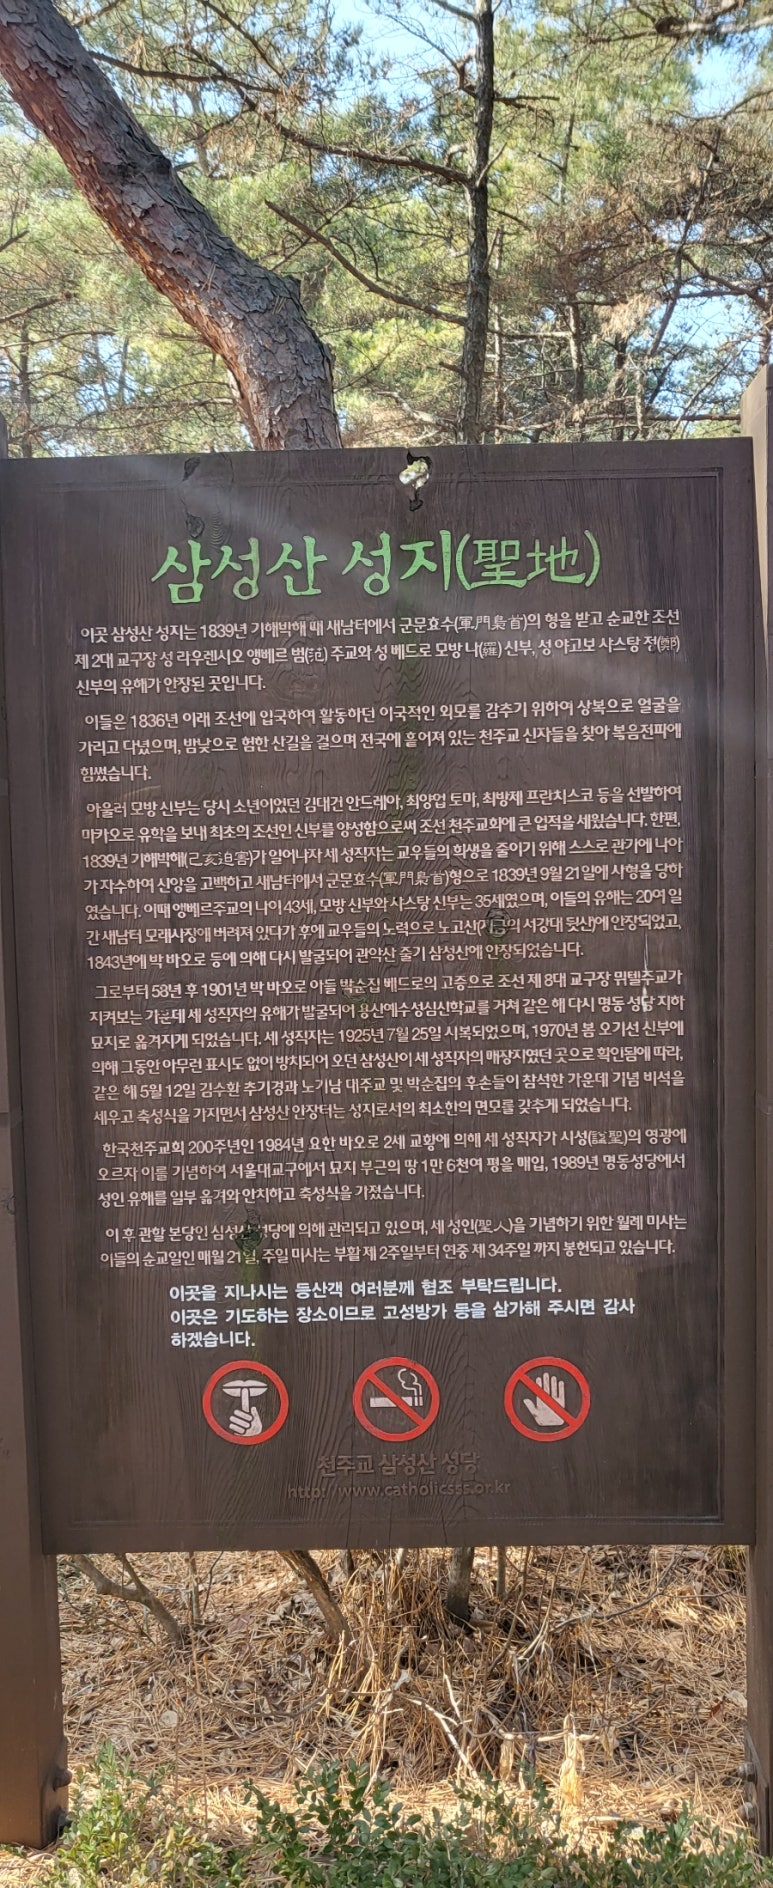 삼성산 성지(聖地)
이곳 삼성산 성지는 1839년 기해박해 때 새남터에서 군문효수(軍門梟首)의 형을 받고 순교한 조선
제 2대 교구장 성 라우렌시오 앵베르 범(范) 주교와 성 베드로 모방 나(羅) 신부, 성 야고보 샤스탕 정(鄭)
신부의 유해가 안장된 곳입니다.
이들은 1836년 이래 조선에 입국하여 활동하던 이국적인 외모를 감추기 위하여 상복으로 얼굴을
가리고 다녔으며, 밤낮으로 험한 산길을 걸으며 전국에 흩어져 있는 천주교 신자들을 찾아 복음전파에
힘썼습니다.
아울러 모방 신부는 당시 소년이었던 김대건 안드레아, 최양업 토마, 최방제 프란치스코 등을 선발하여
마카오로 유학을 보내 최초의 조선인 신부를 양성함으로써 조선 천주교회에 큰 업적을 세웠습니다. 한편,
1839년 기해박해(己亥迫害)가 일어나자 세 성직자는 교우들의 희생을 줄이기 위해 스스로 관가에 나아
가 자수하여 신앙을 고백하고 새남터에서 군문효수(軍門梟首)형으로 1839년 9월 21일에 사형을 당하
였습니다. 이때 앵베르주교의 나이 43세, 모방 신부와 샤스탕 신부는 35세였으며, 이들의 유해는 20여 일
간 새남터 모래사장에 버려져 있다가 후에 교우들의 노력으로 노고산(지금의 서강대 뒷산)에 안장되었고,
1843년에 박 바오로 등에 의해 다시 발굴되어 관악산 줄기 삼성산에 안장되었습니다.
그로부터 58년 후 1901년 박 바오로 아들 박순집 베드로의 고증으로 조선 제 8대 교구장 뮈텔주교가
지켜보는 가운데 세 성직자의 유해가 발굴되어 용산예수성심신학교를 거쳐 같은 해 다시 명동 성당 지하
묘지로 옮겨지게 되었습니다. 세 성직자는 1925년 7월 25일 시복되었으며, 1970년 봄 오기선 신부에
의해 그동안 아무런 표시도 없이 방치되어 오던 삼성산이 세 성직자의 매장지였던 곳으로 확인됨에 따라,
같은 해 5월 12일 김수환 추기경과 노기남 대주교 및 박순집의 후손들이 참석한 가운데 기념 비석을
세우고 축성식을 가지면서 삼성산 안장터는 성지로서의 최소한의 면모를 갖추게 되었습니다.
한국천주교회 200주년인 1984년 요한 바오로 2세 교황에 의해 세 성직자가 시성(諡聖)의 영광에
오르자 이를 기념하여 서울대교구에서 묘지 부근의 땅 1만 6천여 평을 매입, 1989년 명동성당에서
성인 유해를 일부 옮겨와 안치하고 축성식을 가졌습니다.
이 후 관할 본당인 삼성산성당에 의해 관리되고 있으며, 세 성인(聖人)을 기념하기 위한 월례 미사는
이들의 순교일인 매월 21일, 주일 미사는 부활 제 2주일부터 연중 제 34주일 까지 봉헌되고 있습니다.
이곳을 지나시는 등산객 여러분께 협조 부탁드립니다.
이곳은 기도하는 장소이므로 고성방가 등을 삼가해 주시면 감사
하겠습니다.
천주교 삼성산 성당
http://www.catholicsss.or.kr